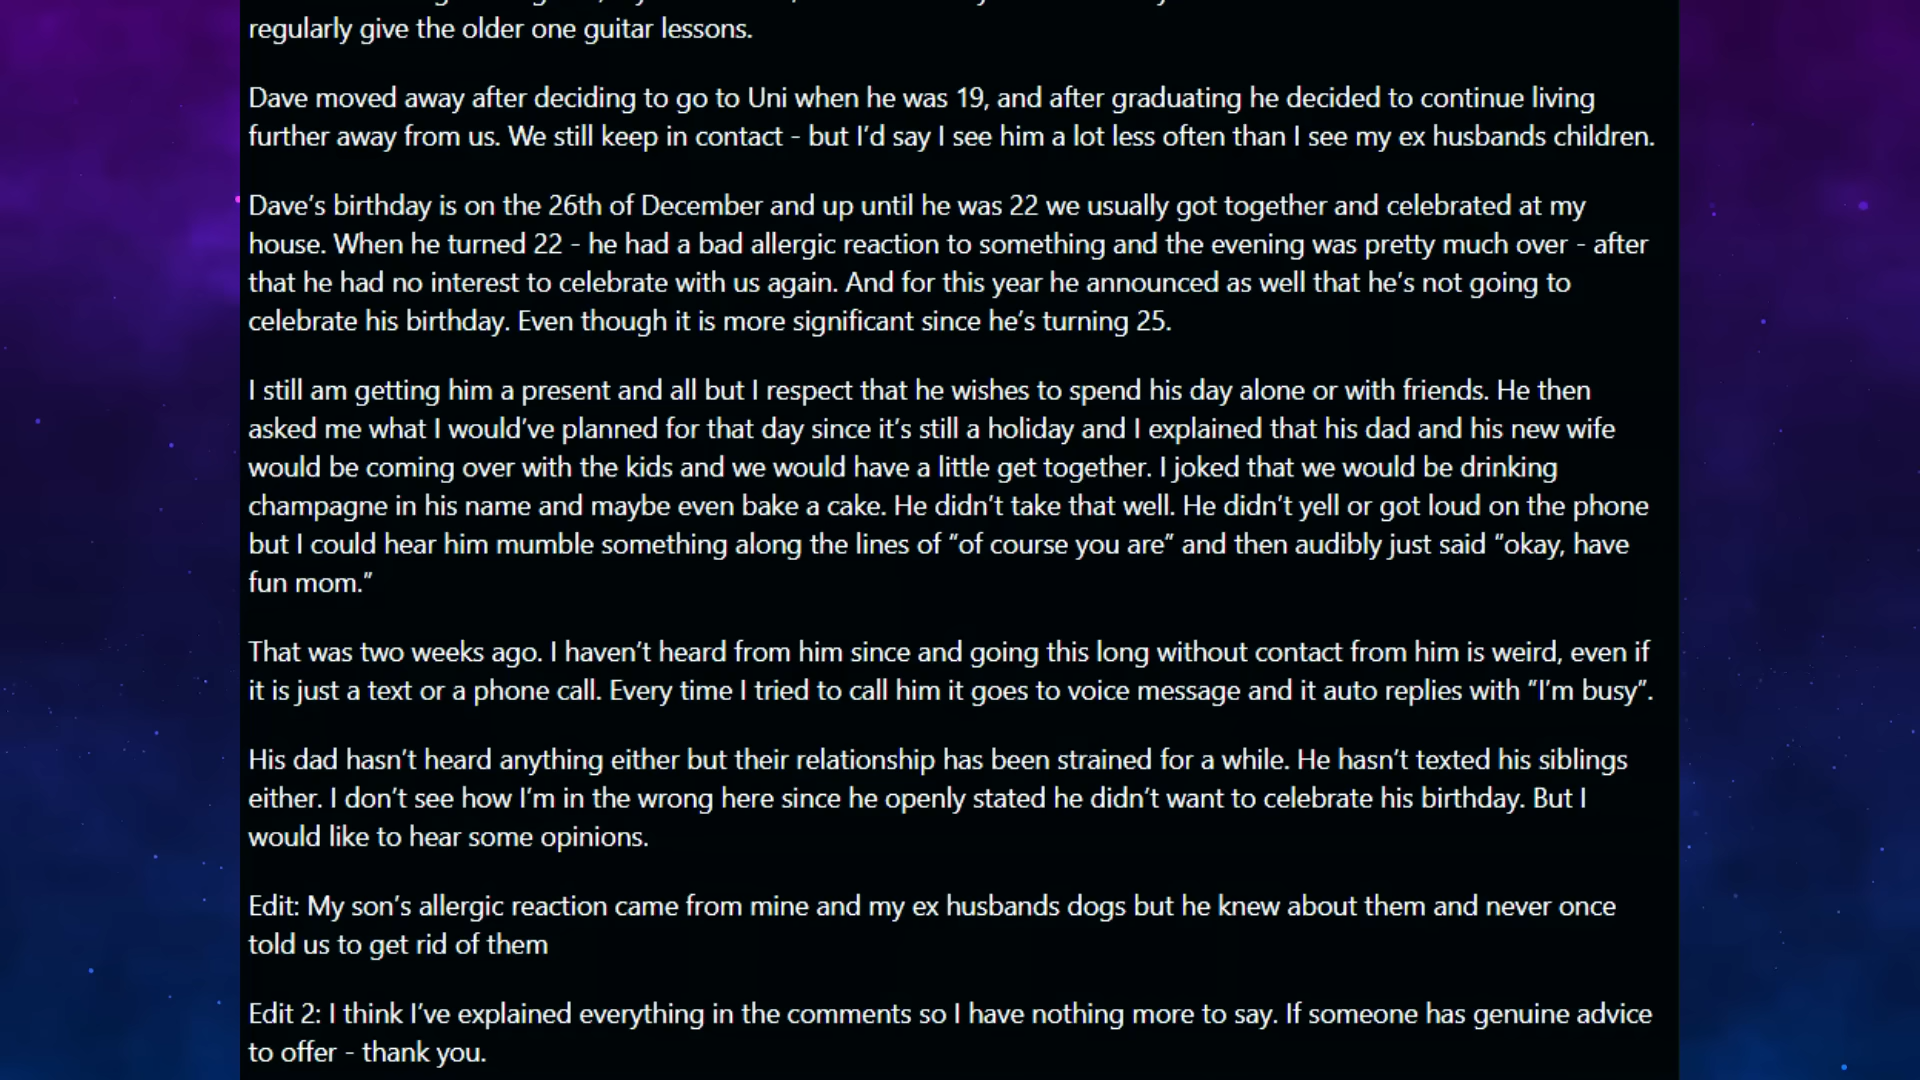 regularly give the older one guitar lessons.
Dave moved away after deciding to go to Uni when he was 19, and after graduating he decided to continue living
further away from us. We still keep in contact - but I’d say I see him a lot less often than I see my ex husbands children.
Dave’s birthday is on the 26th of December and up until he was 22 we usually got together and celebrated at my
house. When he turned 22 - he had a bad allergic reaction to something and the evening was pretty much over - after
that he had no interest to celebrate with us again. And for this year he announced as well that he’s not going to
celebrate his birthday. Even though it is more significant since he’s turning 25.
I still am getting him a present and all but I respect that he wishes to spend his day alone or with friends. He then
asked me what I would’ve planned for that day since it’s still a holiday and I explained that his dad and his new wife
would be coming over with the kids and we would have a little get together. I joked that we would be drinking
champagne in his name and maybe even bake a cake. He didn’t take that well. He didn’t yell or got loud on the phone
but I could hear him mumble something along the lines of “of course you are” and then audibly just said “okay, have
fun mom.”
That was two weeks ago. I haven’t heard from him since and going this long without contact from him is weird, even if
it is just a text or a phone call. Every time I tried to call him it goes to voice message and it auto replies with “I’m busy”.
His dad hasn’t heard anything either but their relationship has been strained for a while. He hasn’t texted his siblings
either. I don’t see how I’m in the wrong here since he openly stated he didn’t want to celebrate his birthday. But I
would like to hear some opinions.
Edit: My son’s allergic reaction came from mine and my ex husbands dogs but he knew about them and never once
told us to get rid of them
Edit 2: I think I’ve explained everything in the comments so I have nothing more to say. If someone has genuine advice
to offer - thank you.